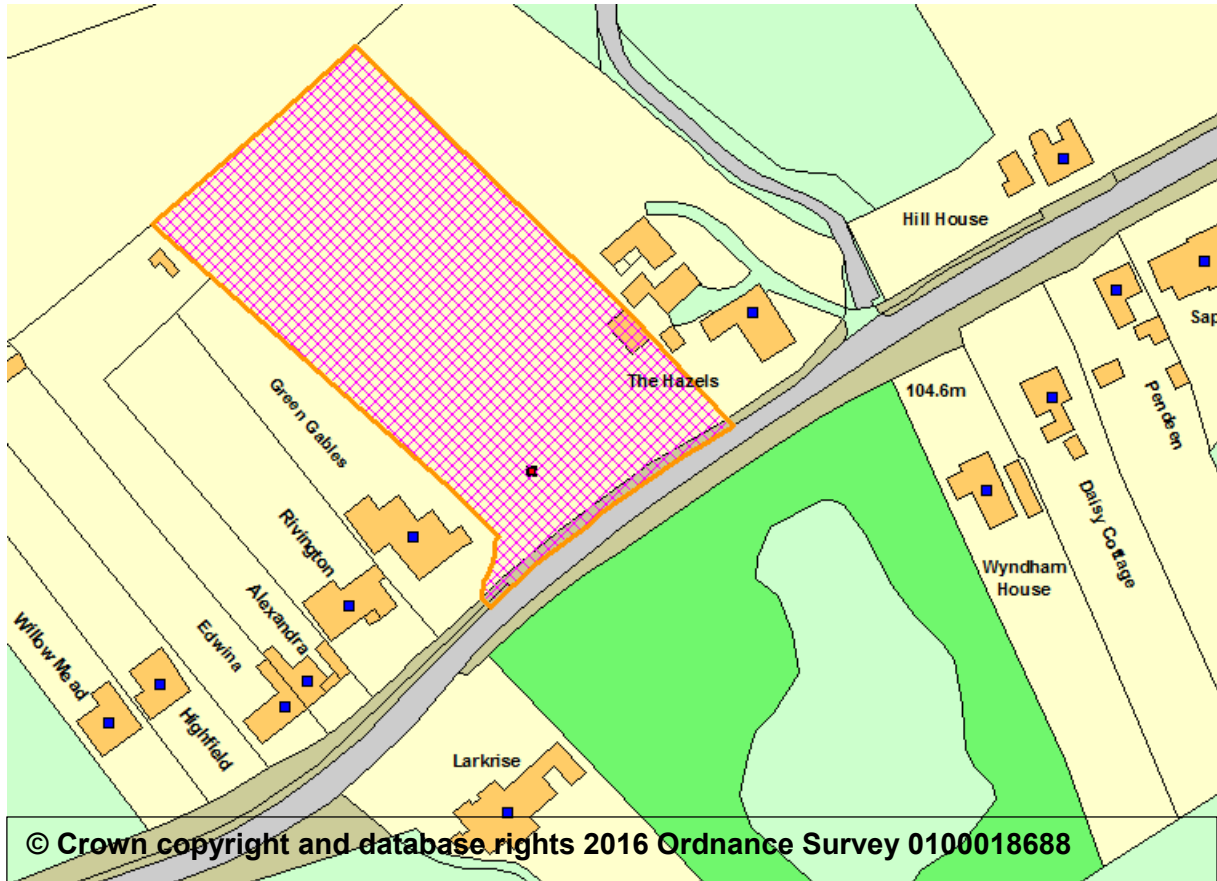 Hill House
Sap
The Hazels
104.6m
Pendeen
Green Gables
Daisy Cottage
Rivington
Wyndham
House
Alexandra
Edwina
Willow Mead
Highfield
Larkrise
© Crown copyright and database rights 2016 Ordnance Survey 0100018688